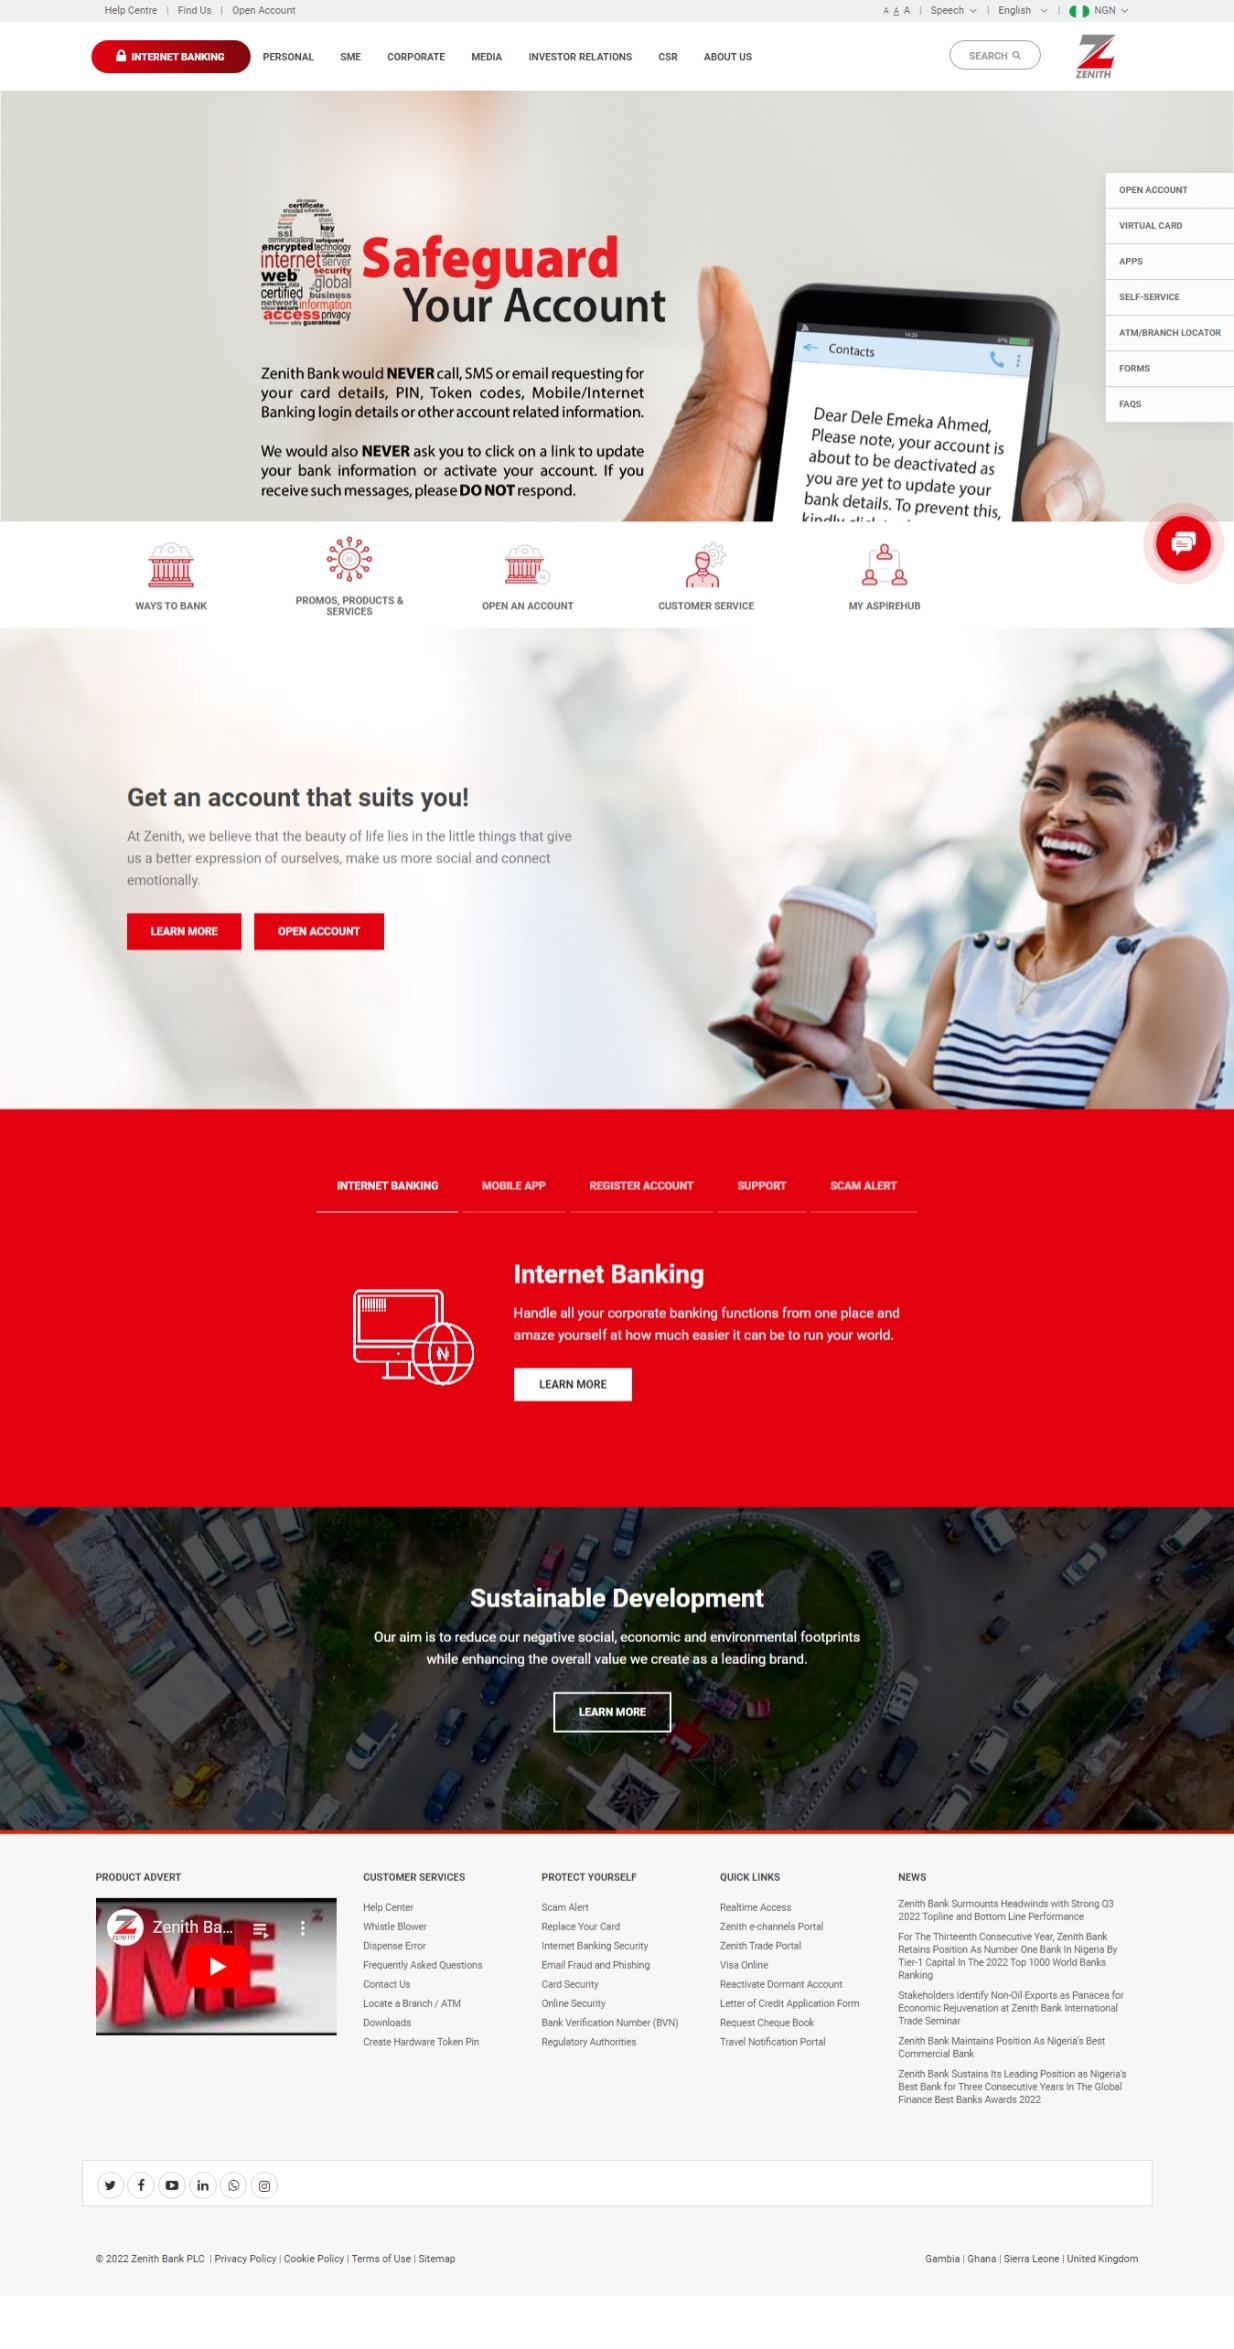 Help Centre | Find Us | Open Account
A A A | Speech | English | NGN
INTERNET BANKING PERSONAL SME CORPORATE MEDIA INVESTOR RELATIONS CSR ABOUT US
SEARCH
ZENITH
OPEN ACCOUNT
VIRTUAL CARD
APPS
SELF-SERVICE
ATM/BRANCH LOCATOR
FORMS
FAQS
certificate
key
ssl
communications safeguard
encrypted technology
internet server
web security
global
certified business
network information
access privacy
guaranteed
Safeguard
Your Account
Zenith Bank would NEVER call, SMS or email requesting for
your card details, PIN, Token codes, Mobile/Internet
Banking login details or other account related information.
We would also NEVER ask you to click on a link to update
your bank information or activate your account. If you
receive such messages, please DO NOT respond.
Contacts
Dear Dele Emeka Ahmed,
Please note, your account is
about to be deactivated as
you are yet to update your
bank details. To prevent this,
WAYS TO BANK
PROMOS, PRODUCTS &
SERVICES
OPEN AN ACCOUNT
CUSTOMER SERVICE
MY ASPIREHUB
Get an account that suits you!
At Zenith, we believe that the beauty of life lies in the little things that give
us a better expression of ourselves, make us more social and connect
emotionally.
LEARN MORE
OPEN ACCOUNT
INTERNET BANKING MOBILE APP REGISTER ACCOUNT SUPPORT SCAM ALERT
Internet Banking
Handle all your corporate banking functions from one place and
amaze yourself at how much easier it can be to run your world.
LEARN MORE
Sustainable Development
Our aim is to reduce our negative social, economic and environmental footprints
while enhancing the overall value we create as a leading brand.
LEARN MORE
PRODUCT ADVERT
Zenith Ba...
ZENITH
SME
CUSTOMER SERVICES
Help Center
Whistle Blower
Dispense Error
Frequently Asked Questions
Contact Us
Locate a Branch / ATM
Downloads
Create Hardware Token Pin
PROTECT YOURSELF
Scam Alert
Replace Your Card
Internet Banking Security
Email Fraud and Phishing
Card Security
Online Security
Bank Verification Number (BVN)
Regulatory Authorities
QUICK LINKS
Realtime Access
Zenith e-channels Portal
Zenith Trade Portal
Visa Online
Reactivate Dormant Account
Letter of Credit Application Form
Request Cheque Book
Travel Notification Portal
NEWS
Zenith Bank Surmounts Headwinds with Strong Q3
2022 Topline and Bottom Line Performance
For The Thirteenth Consecutive Year, Zenith Bank
Retains Position As Number One Bank In Nigeria By
Tier-1 Capital In The 2022 Top 1000 World Banks
Ranking
Stakeholders Identify Non-Oil Exports as Panacea for
Economic Rejuvenation at Zenith Bank International
Trade Seminar
Zenith Bank Maintains Position As Nigeria's Best
Commercial Bank
Zenith Bank Sustains Its Leading Position as Nigeria's
Best Bank for Three Consecutive Years In The Global
Finance Best Banks Awards 2022
© 2022 Zenith Bank PLC | Privacy Policy | Cookie Policy | Terms of Use | Sitemap
Gambia | Ghana | Sierra Leone | United Kingdom